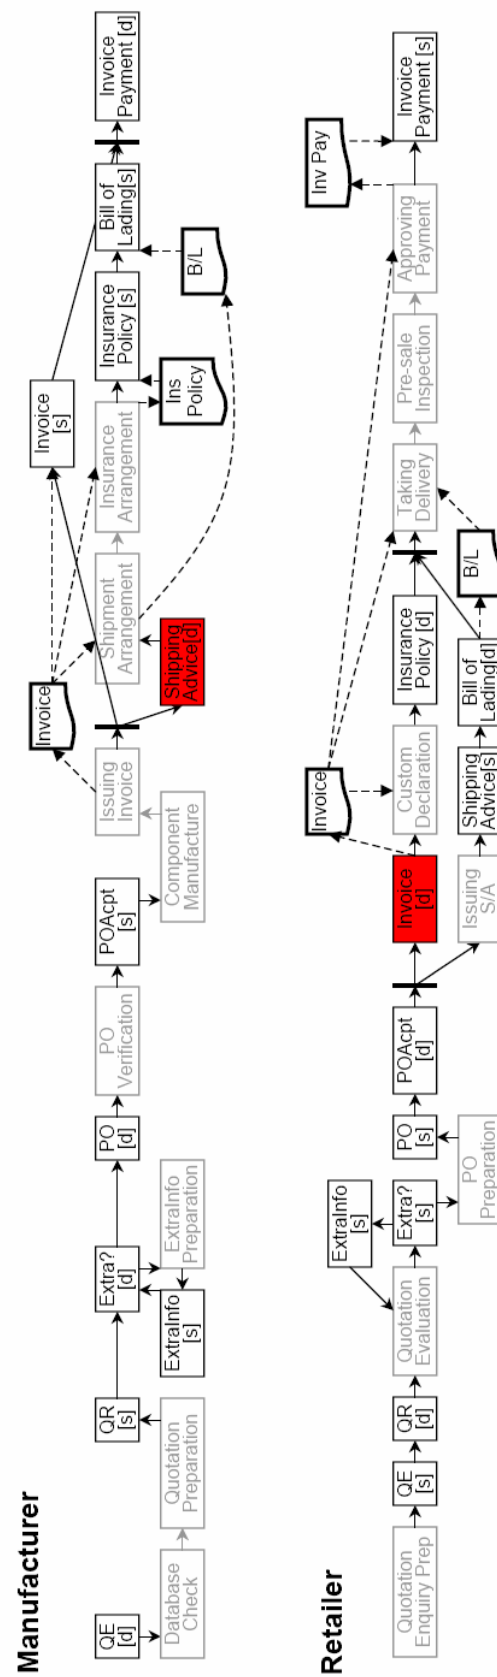 Manufacturer
QE
[d]
Database
Check
Quotation
Preparation
QR
[s]
Extra?
[d]
ExtraInfo
Preparation
ExtraInfo
[s]
PO
[d]
PO
Verification
POAcpt
[s]
Component
Manufacture
Issuing
Invoice
Invoice
Shipping
Advice[d]
Shipment
Arrangement
Invoice
[s]
Insurance
Arrangement
Ins
Policy
Insurance
Policy [s]
B/L
Bill of
Lading[s]
Invoice
Payment [d]
Retailer
Quotation
Enquiry Prep
QE
[s]
QR
[d]
Quotation
Evaluation
ExtraInfo
[s]
Extra?
[s]
PO
Preparation
PO
[s]
POAcpt
[d]
Invoice
[d]
Issuing
S/A
Invoice
Custom
Declaration
Shipping
Advice[s]
Insurance
Policy [d]
Bill of
Lading[d]
B/L
Taking
Delivery
Pre-sale
Inspection
Approving
Payment
Inv Pay
Invoice
Payment [s]